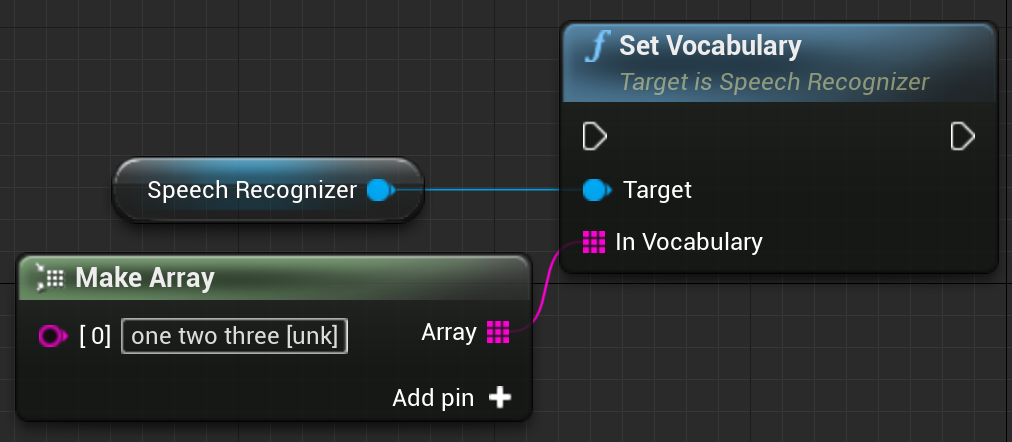 Set Vocabulary
Target is Speech Recognizer
Speech Recognizer
Target
In Vocabulary
Make Array
[ 0] one two three [unk]
Array
Add pin